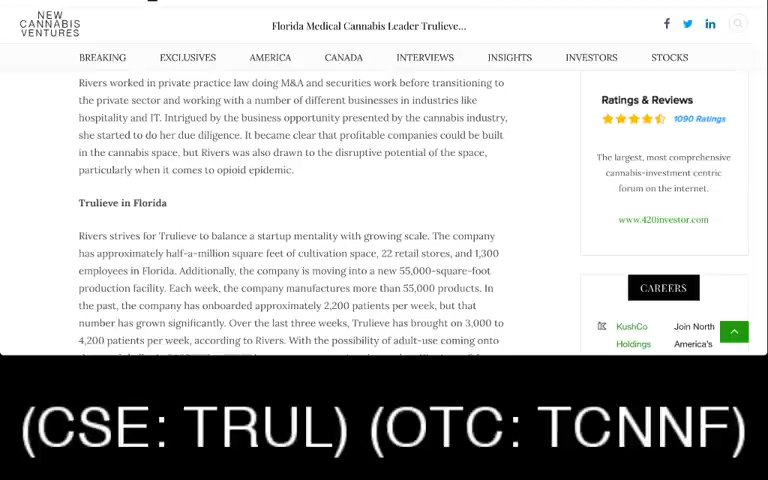 NEW
CANNABIS
VENTURES
Florida Medical Cannabis Leader Trulieve...
BREAKING EXCLUSIVES AMERICA CANADA INTERVIEWS INSIGHTS INVESTORS STOCKS
Rivers worked in private practice law doing M&A and securities work before transitioning to
the private sector and working with a number of different businesses in industries like
hospitality and IT. Intrigued by the business opportunity presented by the cannabis industry,
she started to do her due diligence. It became clear that profitable companies could be built
in the cannabis space, but Rivers was also drawn to the disruptive potential of the space,
particularly when it comes to opioid epidemic.
Trulieve in Florida
Rivers strives for Trulieve to balance a startup mentality with growing scale. The company
has approximately half-a-million square feet of cultivation space, 22 retail stores, and 1,300
employees in Florida. Additionally, the company is moving into a new 55,000-square-foot
production facility. Each week, the company manufactures more than 55,000 products. In
the past, the company has onboarded approximately 2,200 patients per week, but that
number has grown significantly. Over the last three weeks, Trulieve has brought on 3,000 to
4,200 patients per week, according to Rivers. With the possibility of adult-use coming onto
Ratings & Reviews
1090 Ratings
The largest, most comprehensive
cannabis-investment centric
forum on the internet.
www.420investor.com
CAREERS
KushCo Join North
Holdings America's
(CSE: TRUL) (OTC: TCNNF)